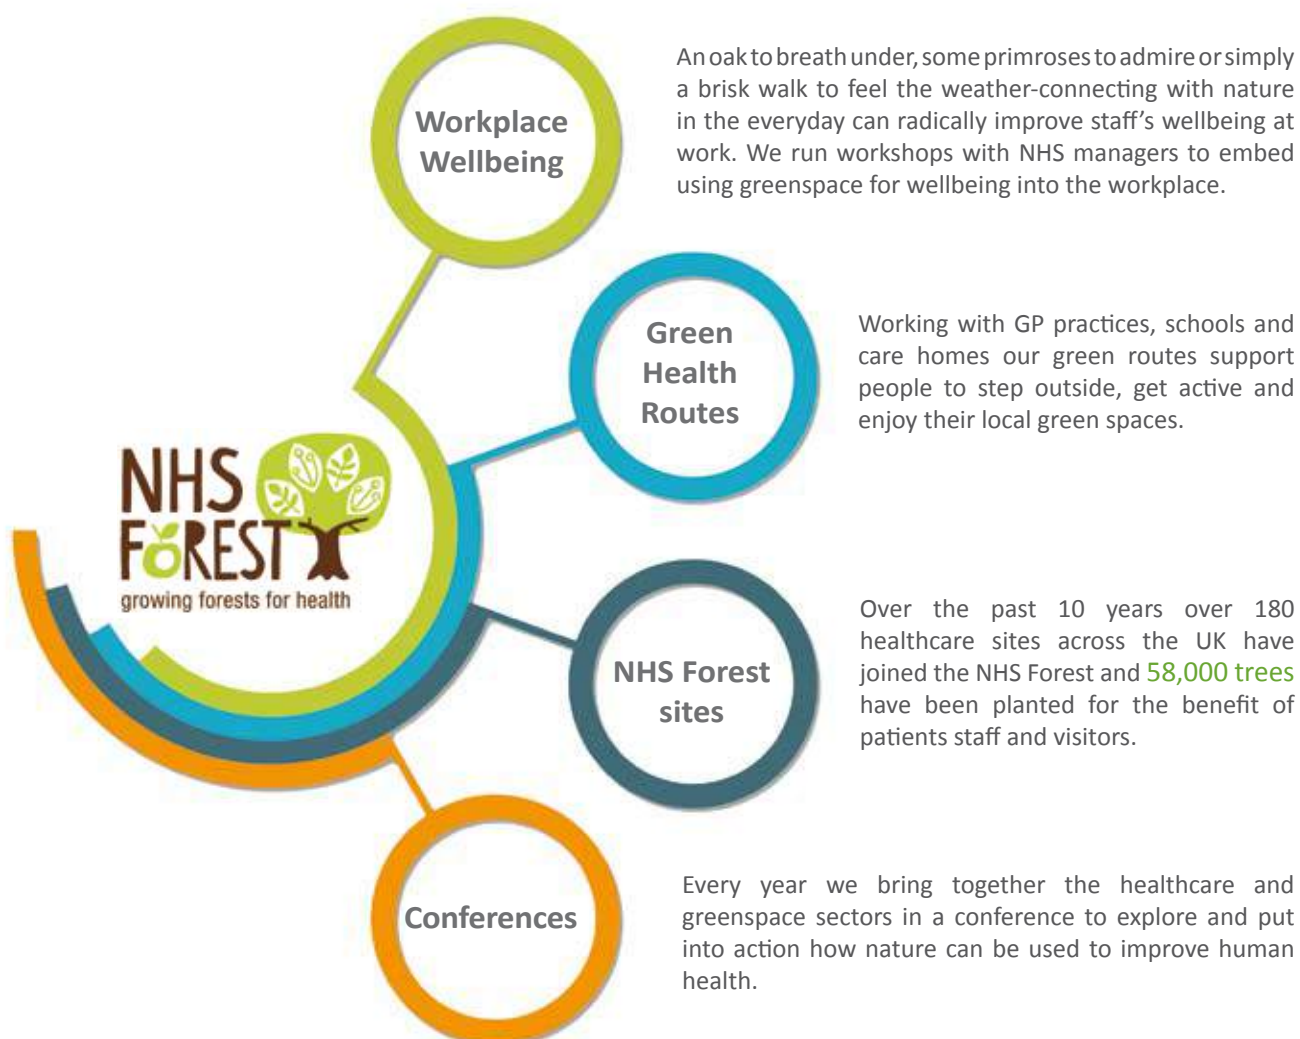 Workplace
Wellbeing
An oak to breath under, some primroses to admire or simply
a brisk walk to feel the weather-connecting with nature
in the everyday can radically improve staff's wellbeing at
work. We run workshops with NHS managers to embed
using greenspace for wellbeing into the workplace.
Green
Health
Routes
Working with GP practices, schools and
care homes our green routes support
people to step outside, get active and
enjoy their local green spaces.
NHS
FOREST
growing forests for health
NHS Forest
sites
Over the past 10 years over 180
healthcare sites across the UK have
joined the NHS Forest and 58,000 trees
have been planted for the benefit of
patients staff and visitors.
Conferences
Every year we bring together the healthcare and
greenspace sectors in a conference to explore and put
into action how nature can be used to improve human
health.